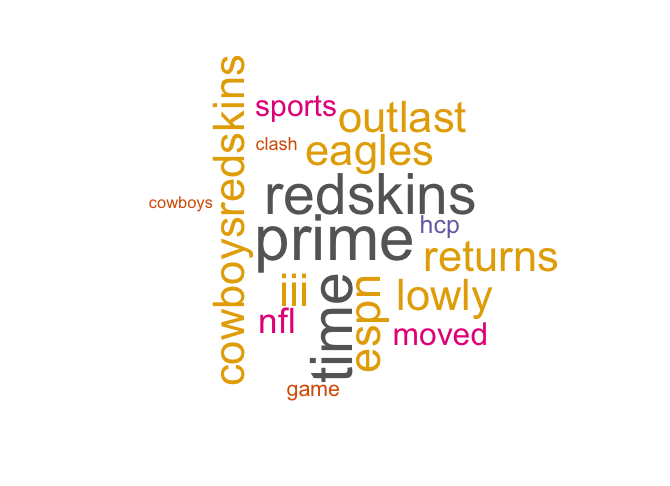 cowboysredskins
sports
outlast
clash
eagles
redskins
cowboys
prime
hcp
returns
iii
time
espn
lowly
nfl
moved
game